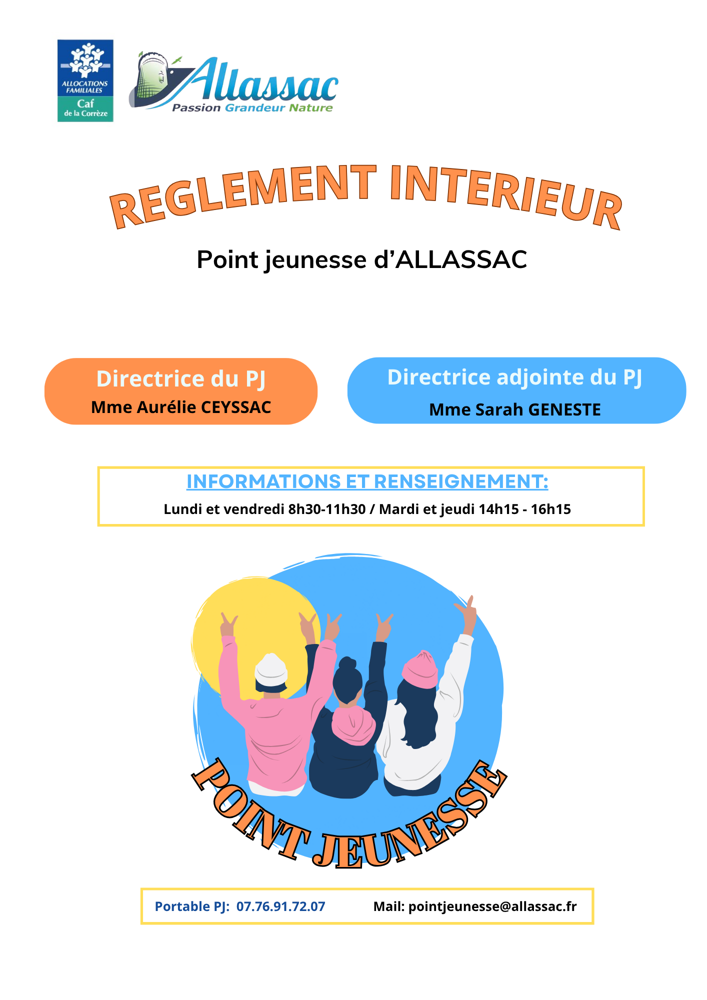 ALLOCATIONS
FAMILIALES
Caf
de la Corrèze
Allassac
Passion Grandeur Nature
REGLEMENT INTERIEUR
Point jeunesse d’ALLASSAC
Directrice du PJ
Mme Aurélie CEYSSAC
Directrice adjointe du PJ
Mme Sarah GENESTE
INFORMATIONS ET RENSEIGNEMENT:
Lundi et vendredi 8h30-11h30 / Mardi et jeudi 14h15 - 16h15
POINT JEUNESSE
Portable PJ: 07.76.91.72.07
Mail: pointjeunesse@allassac.fr